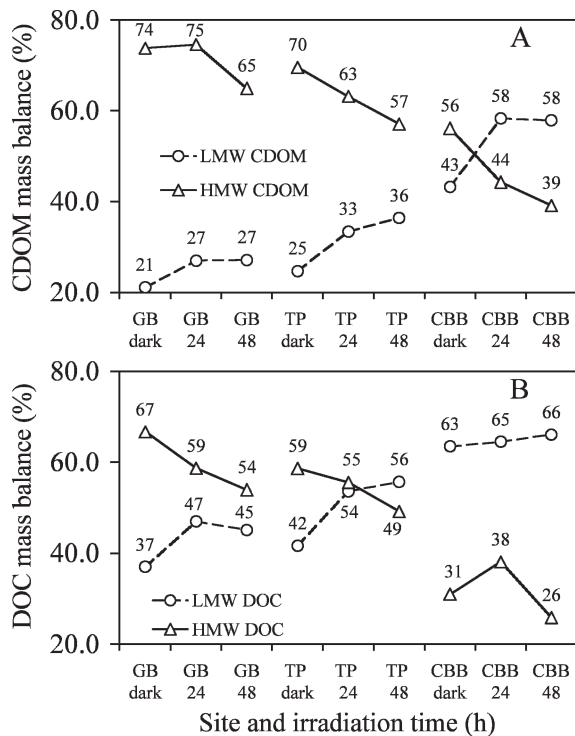 CDOM mass balance (%)
80.0
60.0
40.0
20.0
A
74
75
65
70
63
57
56
44
39
21
27
27
25
33
36
43
58
58
LMW CDOM
HMW CDOM
GB dark
GB 24
GB 48
TP dark
TP 24
TP 48
CBB dark
CBB 24
CBB 48
DOC mass balance (%)
80.0
60.0
40.0
20.0
B
67
59
54
59
55
49
31
38
26
37
47
45
42
54
56
63
65
66
LMW DOC
HMW DOC
GB dark
GB 24
GB 48
TP dark
TP 24
TP 48
CBB dark
CBB 24
CBB 48
Site and irradiation time (h)